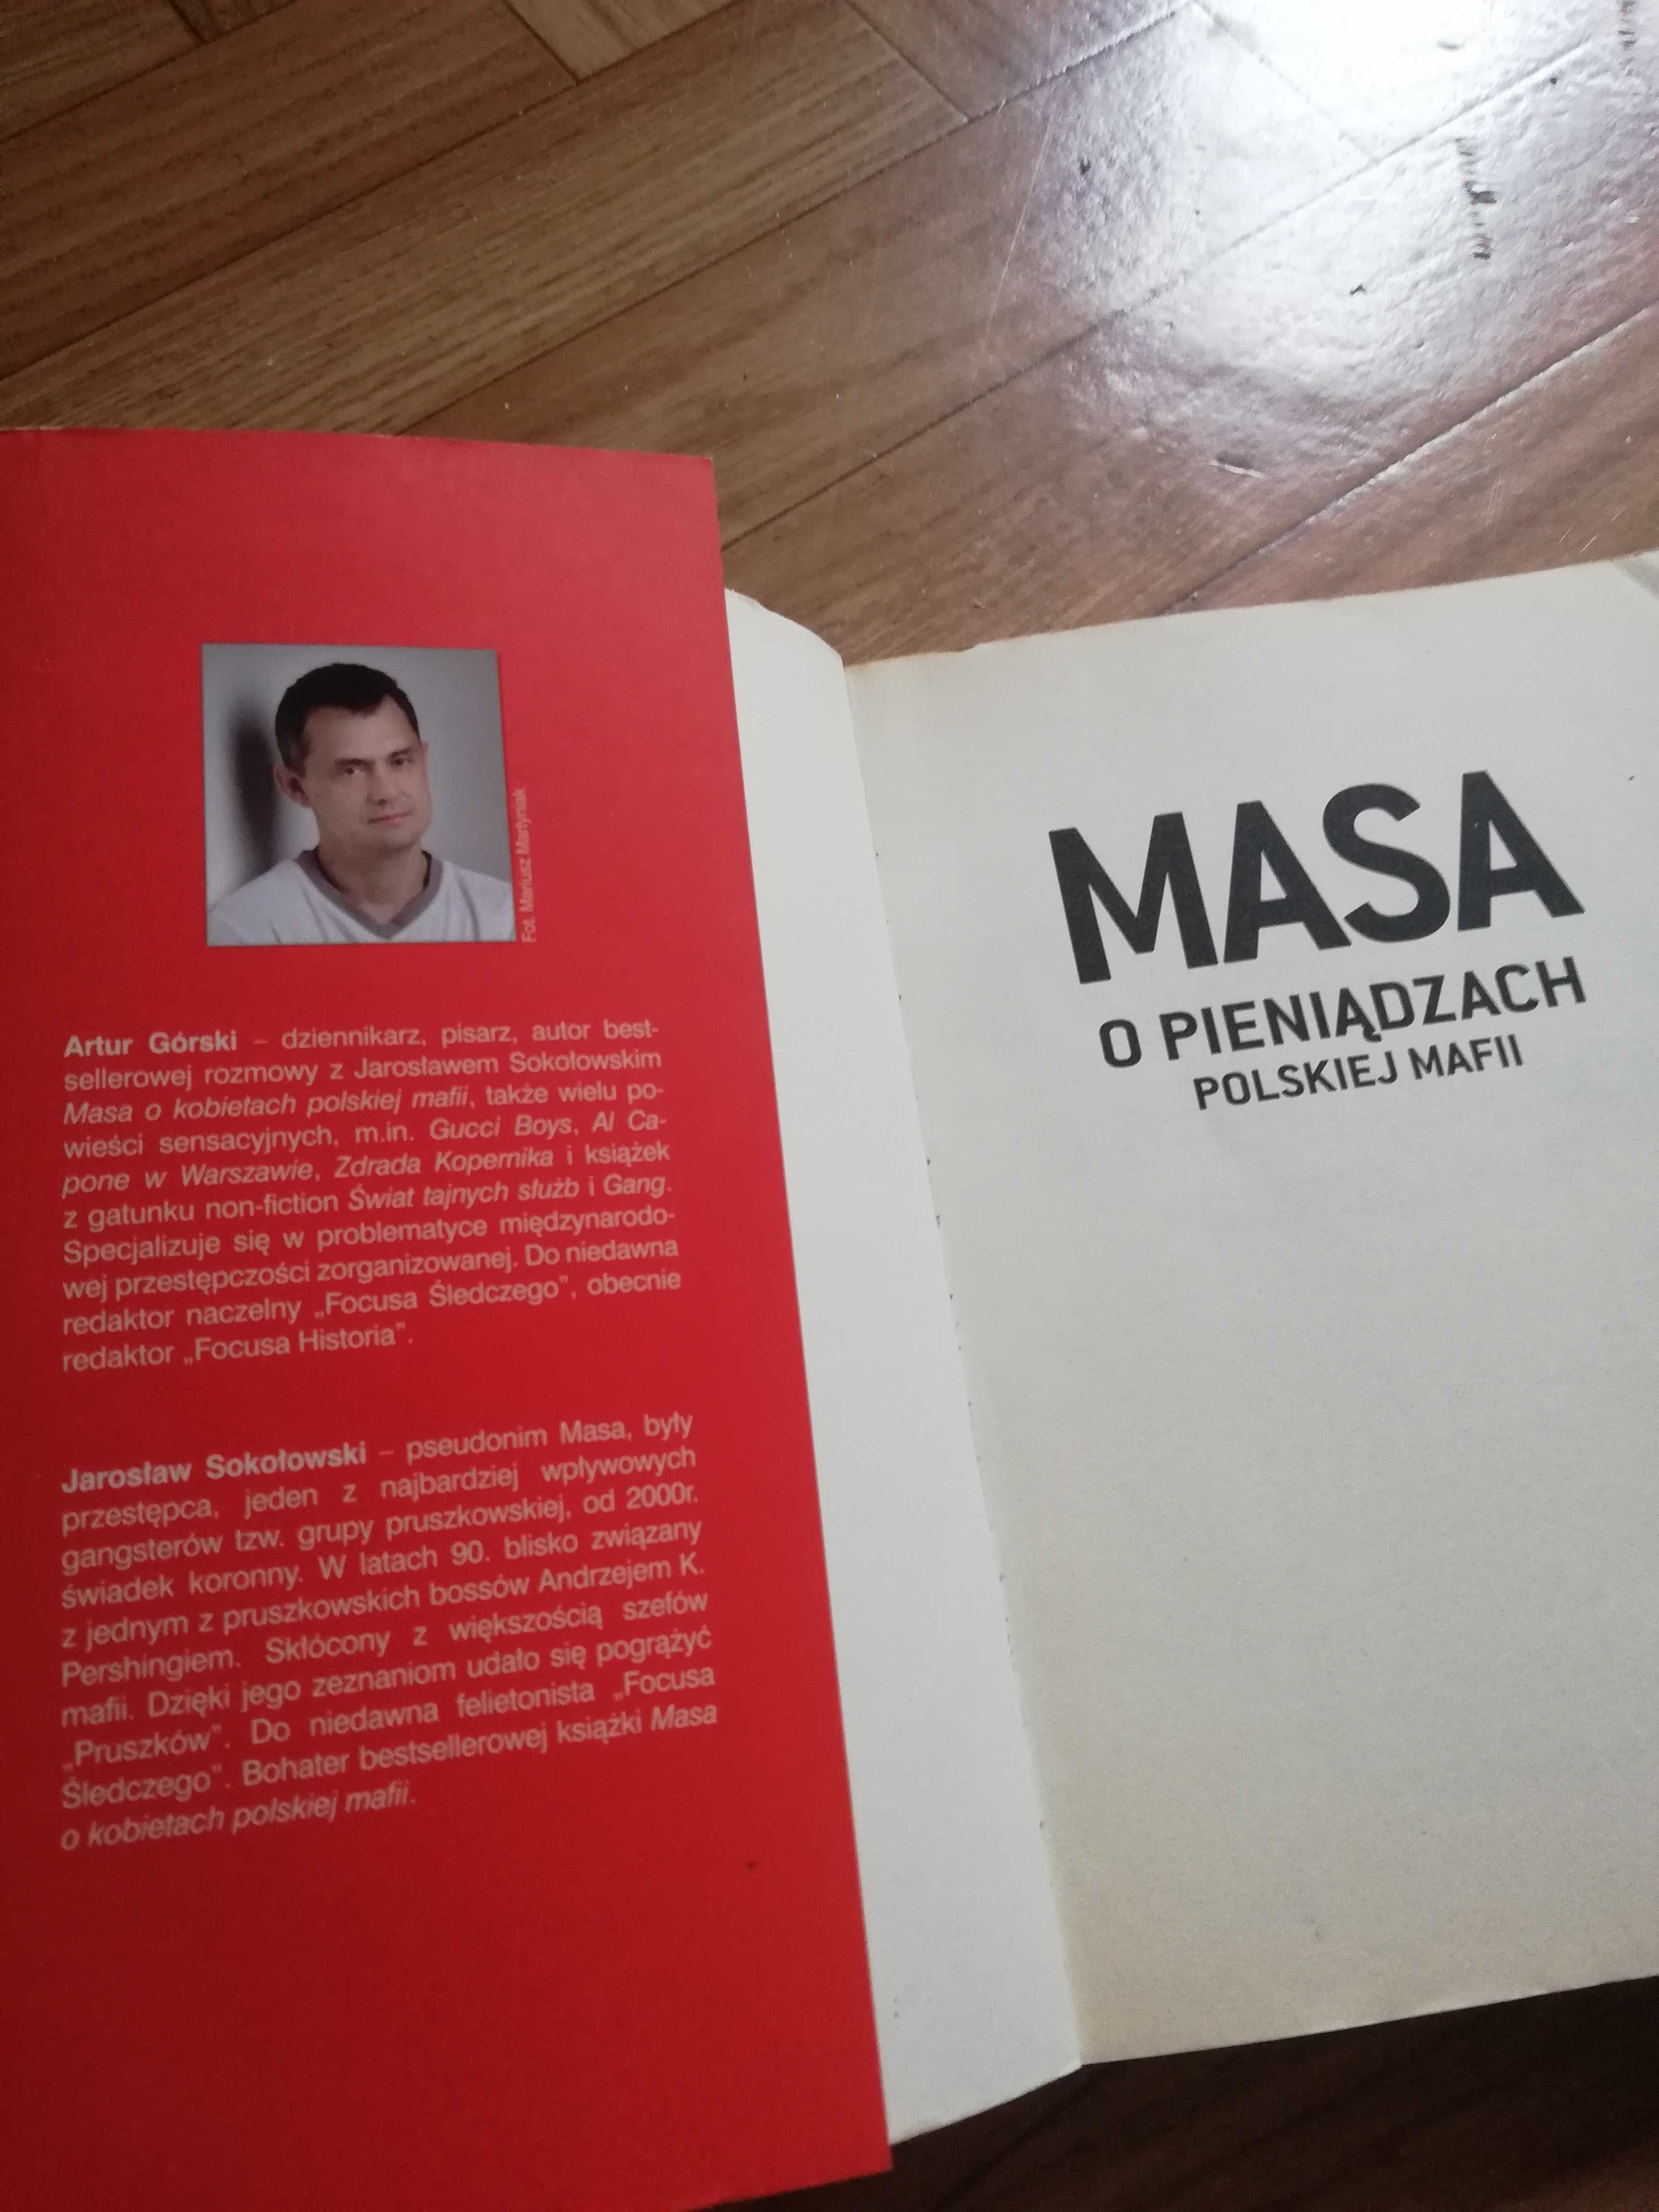 Fot. Mariusz Martyniak
Artur Górski – dziennikarz, pisarz, autor best-
sellerowej rozmowy z Jarosławem Sokołowskim
Masa o kobietach polskiej mafii, także wielu po-
wieści sensacyjnych, m.in. Gucci Boys, Al Ca-
pone w Warszawie, Zdrada Kopernika i książek
z gatunku non-fiction Świat tajnych służb i Gang.
Specjalizuje się w problematyce międzynarodo-
wej przestępczości zorganizowanej. Do niedawna
redaktor naczelny „Focusa Śledczego”, obecnie
redaktor „Focusa Historia”.
Jarosław Sokołowski – pseudonim Masa, były
przestępca, jeden z najbardziej wpływowych
gangsterów tzw. grupy pruszkowskiej, od 2000r.
świadek koronny. W latach 90. blisko związany
z jednym z pruszkowskich bossów Andrzejem K.
Pershingiem. Skłócony z większością szefów
mafii. Dzięki jego zeznaniom udało się pogrążyć
„Pruszków”. Do niedawna felietonista „Focusa
Śledczego”. Bohater bestsellerowej książki Masa
o kobietach polskiej mafii.
MASA
O PIENIĄDZACH
POLSKIEJ MAFII